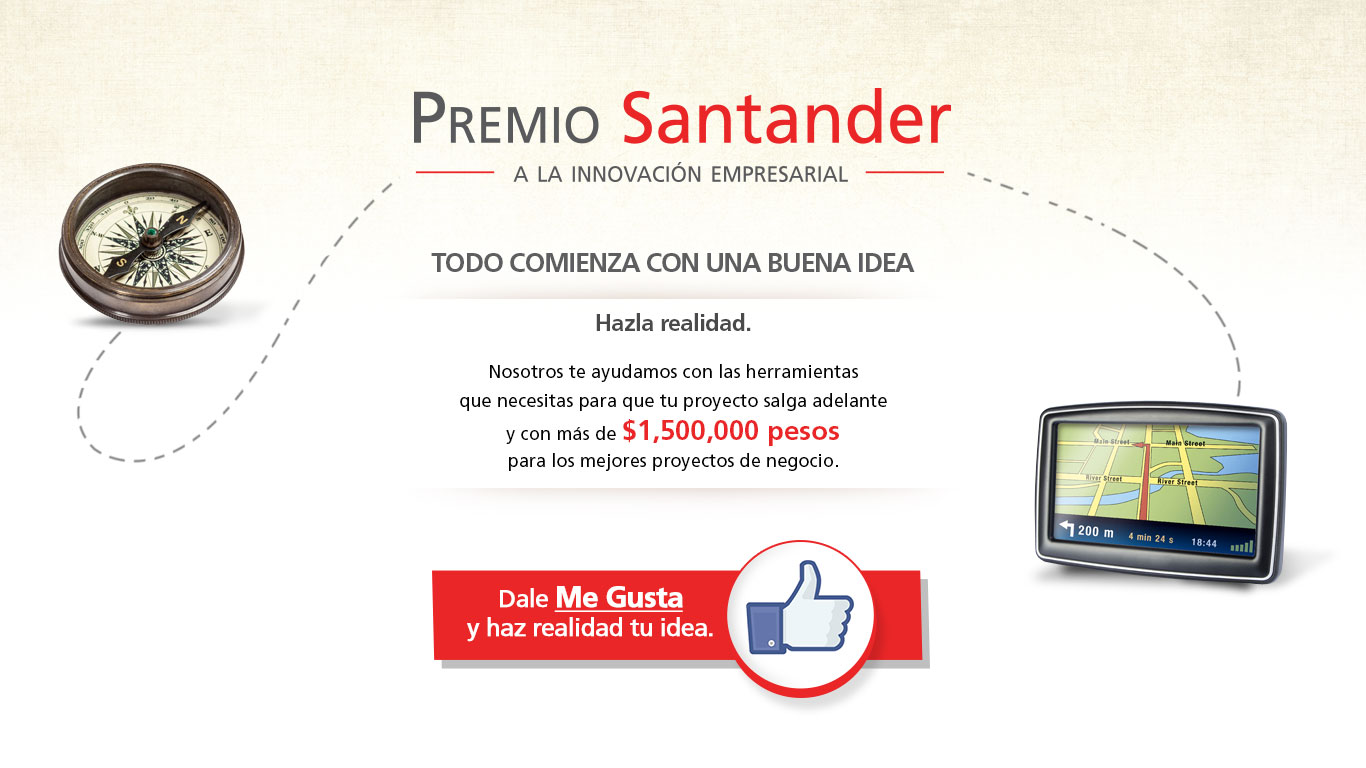 PREMIO Santander
A LA INNOVACIÓN EMPRESARIAL
TODO COMIENZA CON UNA BUENA IDEA
Hazla realidad.
Nosotros te ayudamos con las herramientas
que necesitas para que tu proyecto salga adelante
y con más de $1,500,000 pesos
para los mejores proyectos de negocio.
Dale Me Gusta
y haz realidad tu idea.
N
S
Main Street Main Street
River Street River Street
200 m 4 min 24 s 18:44